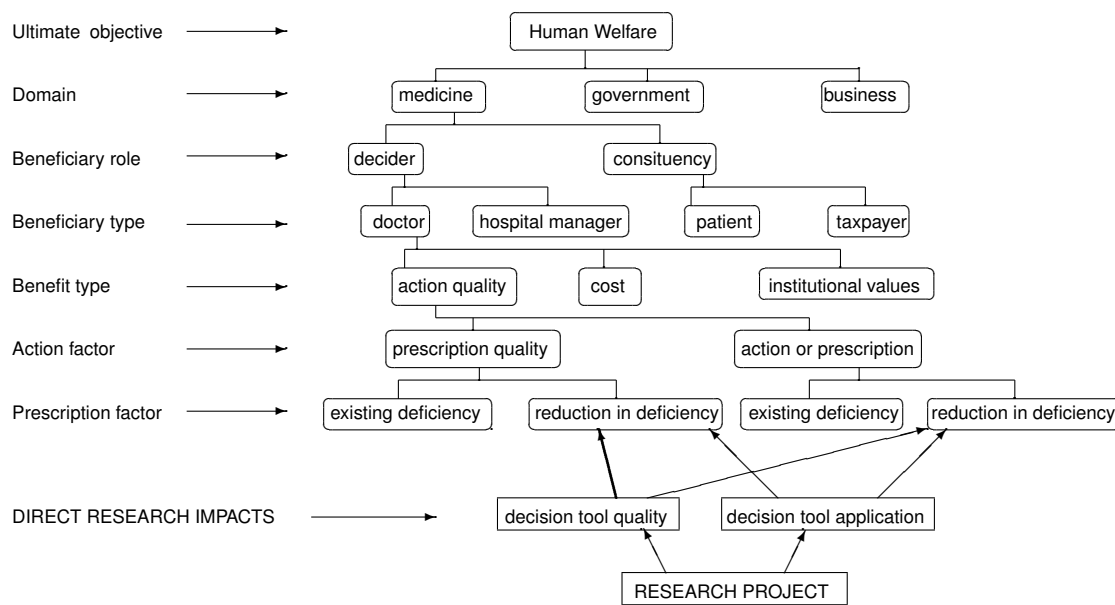 Ultimate objective Human Welfare
Domain medicine government business
Beneficiary role decider consituency
Beneficiary type doctor hospital manager patient taxpayer
Benefit type action quality cost institutional values
Action factor prescription quality action or prescription
Prescription factor existing deficiency reduction in deficiency existing deficiency reduction in deficiency
DIRECT RESEARCH IMPACTS decision tool quality decision tool application
RESEARCH PROJECT